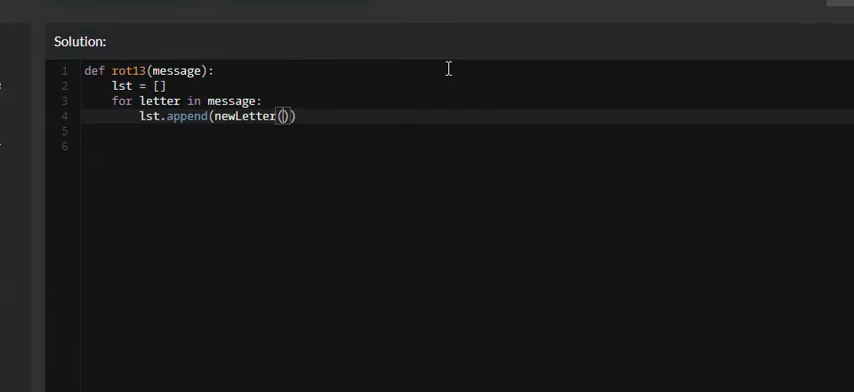 Solution:
1 def rot13(message):
2 lst = []
3 for letter in message:
4 lst.append(newLetter())
5
6